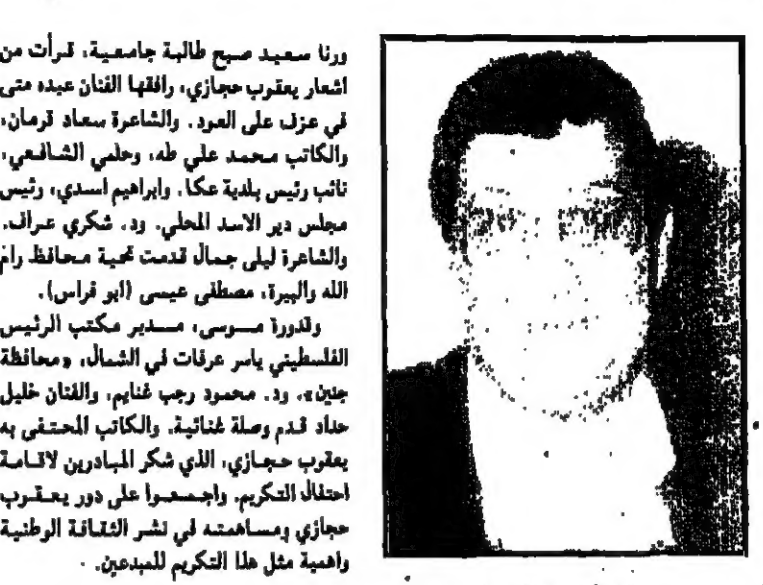 ورنا سعيد صبح طالبة جامعية، قرأت من
اشعار يعقوب حجازي، رافقها الفنان عبده متى
في عزف على العود. والشاعرة سعاد قرمان،
والكاتب محمد علي طه، وحلمي الشافعي،
نائب رئيس بلدية عكا. وابراهيم اسدي، رئيس
مجلس دير الاسد المحلي. ود. شكري عراف.
والشاعرة ليلى جمال قدمت تحية محافظ رام
الله والبيرة، مصطفى عيسى (ابو فراس).
وقدورة موسى، مدير مكتب الرئيس
الفلسطيني ياسر عرفات في الشمال، «محافظة
جنين»، ود. محمود رجب غنايم، والفنان خليل
حداد قدم وصلة غنائية. والكاتب المحتفى به
يعقوب حجازي، الذي شكر المبادرين لاقامة
احتفال التكريم. واجمعوا على دور يعقوب
حجازي ومساهمته في نشر الثقافة الوطنية
واهمية مثل هذا التكريم للمبدعين.